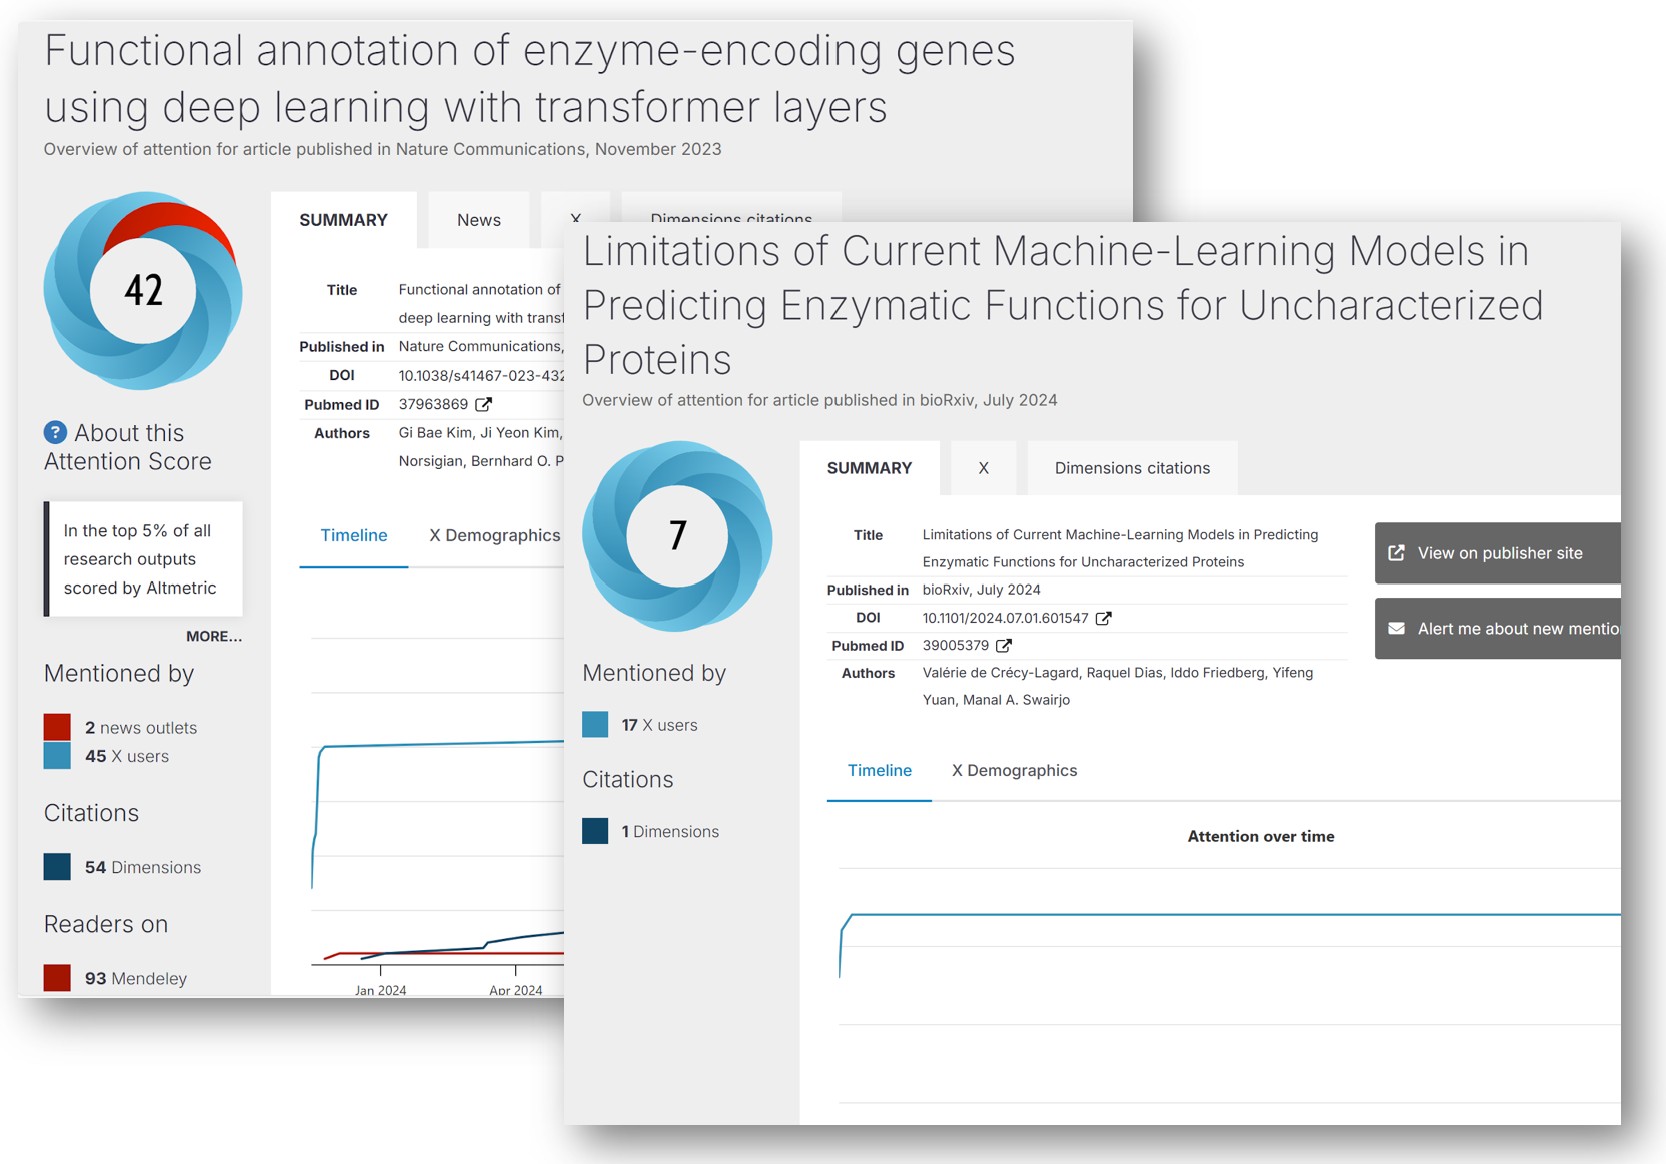 Functional annotation of enzyme-encoding genes
using deep learning with transformer layers
Overview of attention for article published in Nature Communications, November 2023
42
SUMMARY
News
X
Dimensions citations
Title
Functional annotation of
deep learning with transf
Published in
Nature Communications,
DOI
10.1038/s41467-023-432
Pubmed ID
37963869
Authors
Gi Bae Kim, Ji Yeon Kim,
Norsigian, Bernhard O. P
? About this
Attention Score
In the top 5% of all
research outputs
scored by Altmetric
MORE...
Mentioned by
2 news outlets
45 X users
Citations
54 Dimensions
Readers on
93 Mendeley
Timeline
X Demographics
Jan 2024
Apr 2024
Limitations of Current Machine-Learning Models in
Predicting Enzymatic Functions for Uncharacterized
Proteins
Overview of attention for article published in bioRxiv, July 2024
7
Mentioned by
17 X users
Citations
1 Dimensions
SUMMARY
X
Dimensions citations
Title
Limitations of Current Machine-Learning Models in Predicting
Enzymatic Functions for Uncharacterized Proteins
Published in
bioRxiv, July 2024
DOI
10.1101/2024.07.01.601547
Pubmed ID
39005379
Authors
Valérie de Crécy-Lagard, Raquel Dias, Iddo Friedberg, Yifeng
Yuan, Manal A. Swairjo
View on publisher site
Alert me about new mentio
Timeline
X Demographics
Attention over time